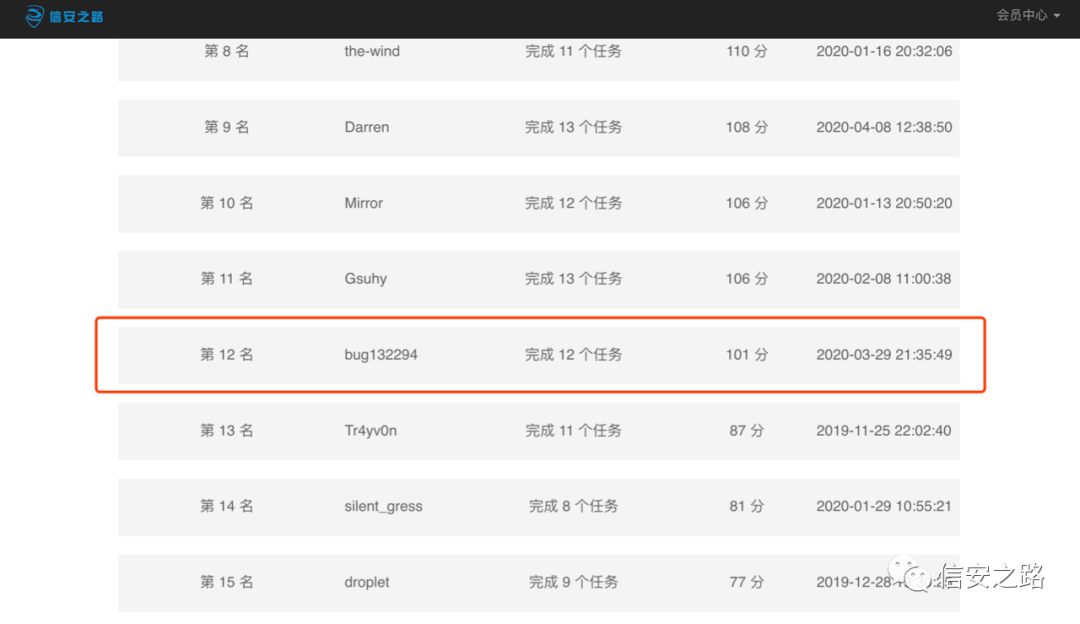 信安之路 会员中心
第 8 名 the-wind 完成 11 个任务 110 分 2020-01-16 20:32:06
第 9 名 Darren 完成 13 个任务 108 分 2020-04-08 12:38:50
第 10 名 Mirror 完成 12 个任务 106 分 2020-01-13 20:50:20
第 11 名 Gsuhy 完成 13 个任务 106 分 2020-02-08 11:00:38
第 12 名 bug132294 完成 12 个任务 101 分 2020-03-29 21:35:49
第 13 名 Tr4yv0n 完成 11 个任务 87 分 2019-11-25 22:02:40
第 14 名 silent_gress 完成 8 个任务 81 分 2020-01-29 10:55:21
第 15 名 droplet 完成 9 个任务 77 分 2019-12-28
信安之路